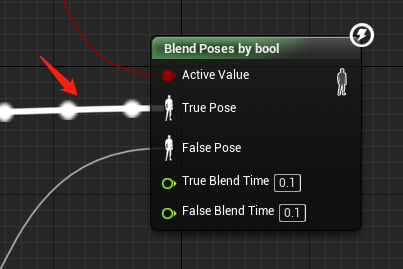 Blend Poses by bool
Active Value
True Pose
False Pose
True Blend Time 0.1
False Blend Time 0.1